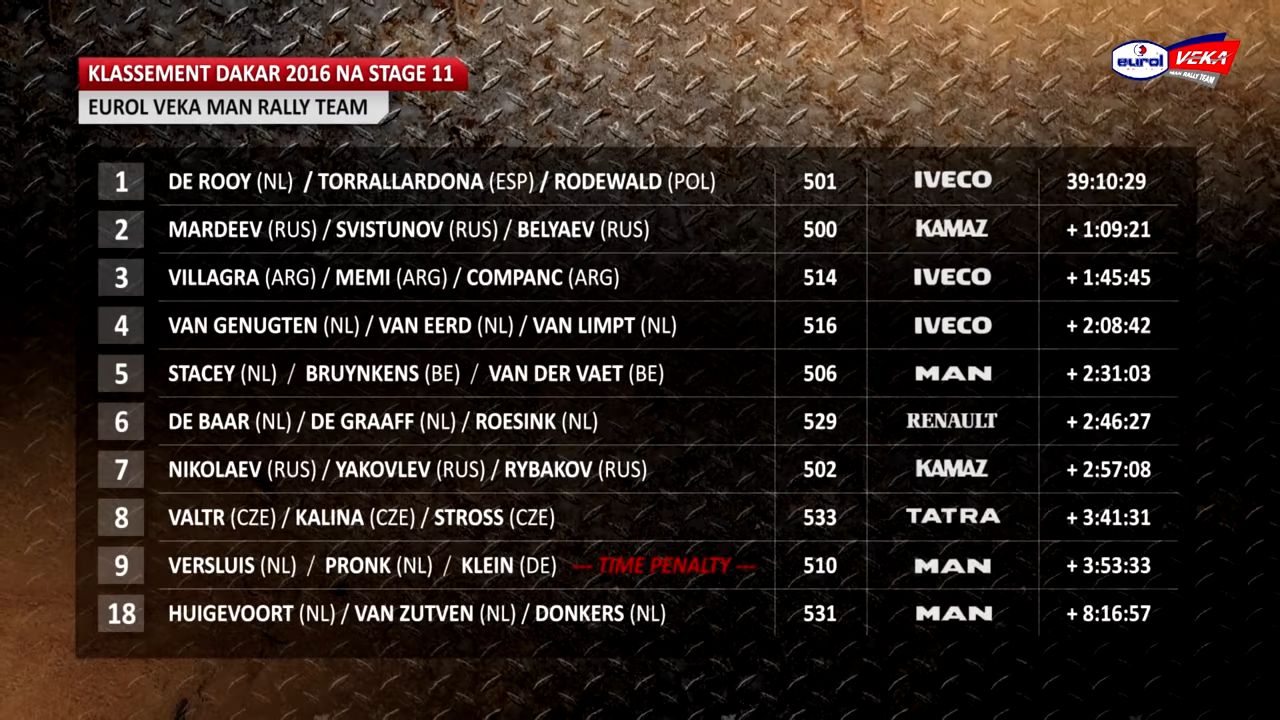 KLASSEMENT DAKAR 2016 NA STAGE 11
EUROL VEKA MAN RALLY TEAM
eurol VEKA
MAN RALLY TEAM
1 DE ROOY (NL) / TORRALLARDONA (ESP) / RODEWALD (POL) 501 IVECO 39:10:29
2 MARDEEV (RUS) / SVISTUNOV (RUS) / BELYAEV (RUS) 500 KAMAZ + 1:09:21
3 VILLAGRA (ARG) / MEMI (ARG) / COMPANC (ARG) 514 IVECO + 1:45:45
4 VAN GENUGTEN (NL) / VAN EERD (NL) / VAN LIMPT (NL) 516 IVECO + 2:08:42
5 STACEY (NL) / BRUYNKENS (BE) / VAN DER VAET (BE) 506 MAN + 2:31:03
6 DE BAAR (NL) / DE GRAAFF (NL) / ROESINK (NL) 529 RENAULT + 2:46:27
7 NIKOLAEV (RUS) / YAKOVLEV (RUS) / RYBAKOV (RUS) 502 KAMAZ + 2:57:08
8 VALTR (CZE) / KALINA (CZE) / STROSS (CZE) 533 TATRA + 3:41:31
9 VERSLUIS (NL) / PRONK (NL) / KLEIN (DE) --- TIME PENALTY --- 510 MAN + 3:53:33
18 HUIGEVOORT (NL) / VAN ZUTVEN (NL) / DONKERS (NL) 531 MAN + 8:16:57